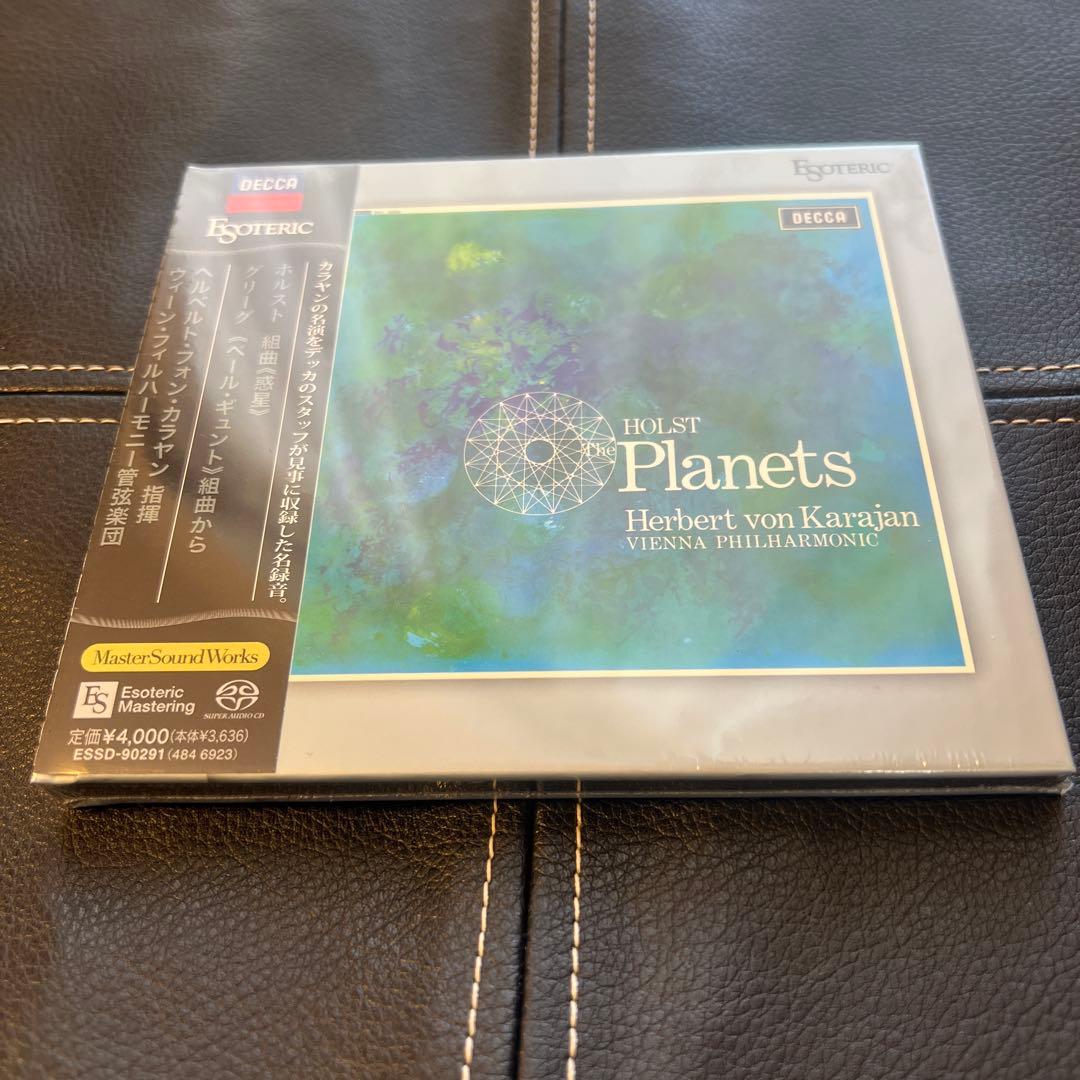 DECCA
ESOTERIC
カラヤンの名演をデッカのスタッフが見事に収録した名録音。
ホルスト 組曲《惑星》
グリーグ 《ペール・ギュント》組曲から
ヘルベルト・フォン・カラヤン 指揮
ウィーン・フィルハーモニー管弦楽団
MasterSoundWorks
ES
Esoteric
Mastering
SUPER AUDIO CD
定価¥4,000(本体¥3,636)
ESSD-90291(484 6923)
ESOTERIC
DECCA
HOLST
The Planets
Herbert von Karajan
VIENNA PHILHARMONIC